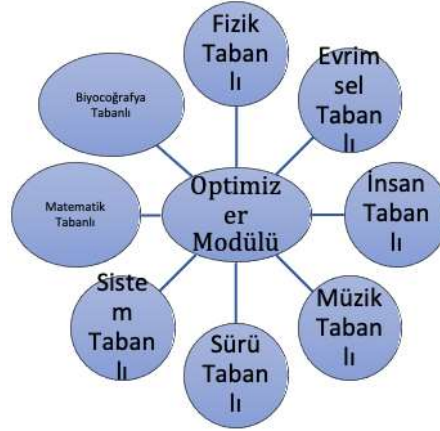 Fizik
Taban
lı
Evrim
sel
Taban
lı
İnsan
Taban
lı
Müzik
Taban
lı
Sürü
Taban
lı
Siste
m
Taban
lı
Matematik
Tabanlı
Biyocoğrafya
Tabanlı
Optimiz
er
Modülü